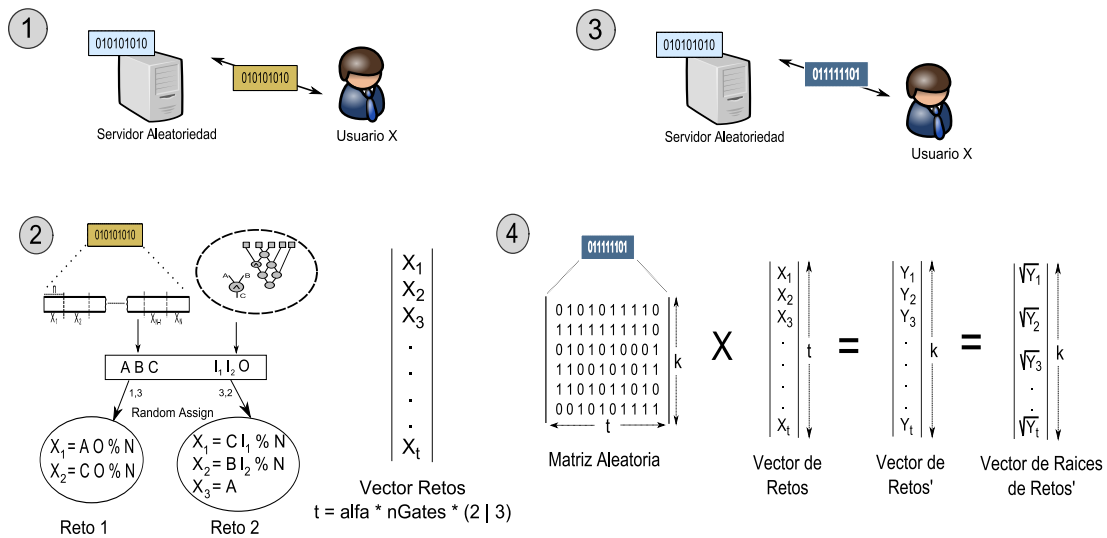 1
010101010
010101010
Servidor Aleatoriedad
Usuario X
3
010101010
011111101
Servidor Aleatoriedad
Usuario X
2
010101010
n
X1 X2
A B
C
A B C I1 I2 O
1,3 3,2
Random Assign
X1 = A O % N
X2 = C O % N
Reto 1
X1 = C I1 % N
X2 = B I2 % N
X3 = A
Reto 2
X1
X2
X3
.
.
.
.
Xt
Vector Retos
t = alfa * nGates * (2 | 3)
4
011111101
0 1 0 1 0 1 1 1 1 0
1 1 1 1 1 1 1 1 1 0
0 1 0 1 0 1 0 0 0 1
1 1 1 0 1 0 1 1 1 0
1 1 0 1 0 1 1 0 1 0
0 0 1 0 1 0 1 1 1 1
k
t
Matriz Aleatoria
X
X1
X2
X3
.
.
.
.
Xt
t
Vector de
Retos
=
Y1
Y2
Y3
.
.
.
.
Yt
k
Vector de
Retos'
=
√Y1
√Y2
√Y3
.
.
√Yt
k
Vector de Raices
de Retos'